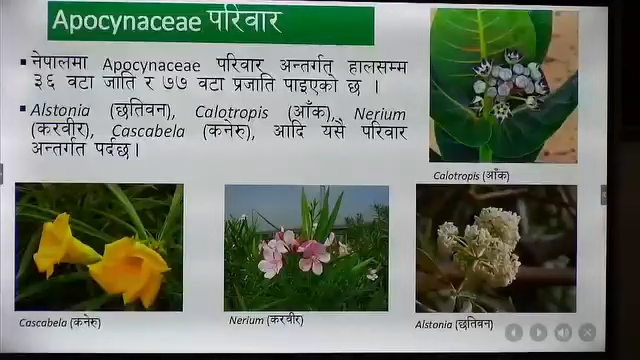 Apocynaceae परिवार
▪ नेपालमा Apocynaceae परिवार अन्तर्गत् हालसम्म
३६ वटा जाति र ७७ वटा प्रजाति पाइएको छ ।
▪ Alstonia (छतिवन), Calotropis (आँक), Nerium
(करवीर), Cascabela (कनेरु), आदि यसै परिवार
अन्तर्गत पर्दछ।
Calotropis (आँक)
Cascabela (कनेरु)
Nerium (करवीर)
Alstonia (छतिवन)